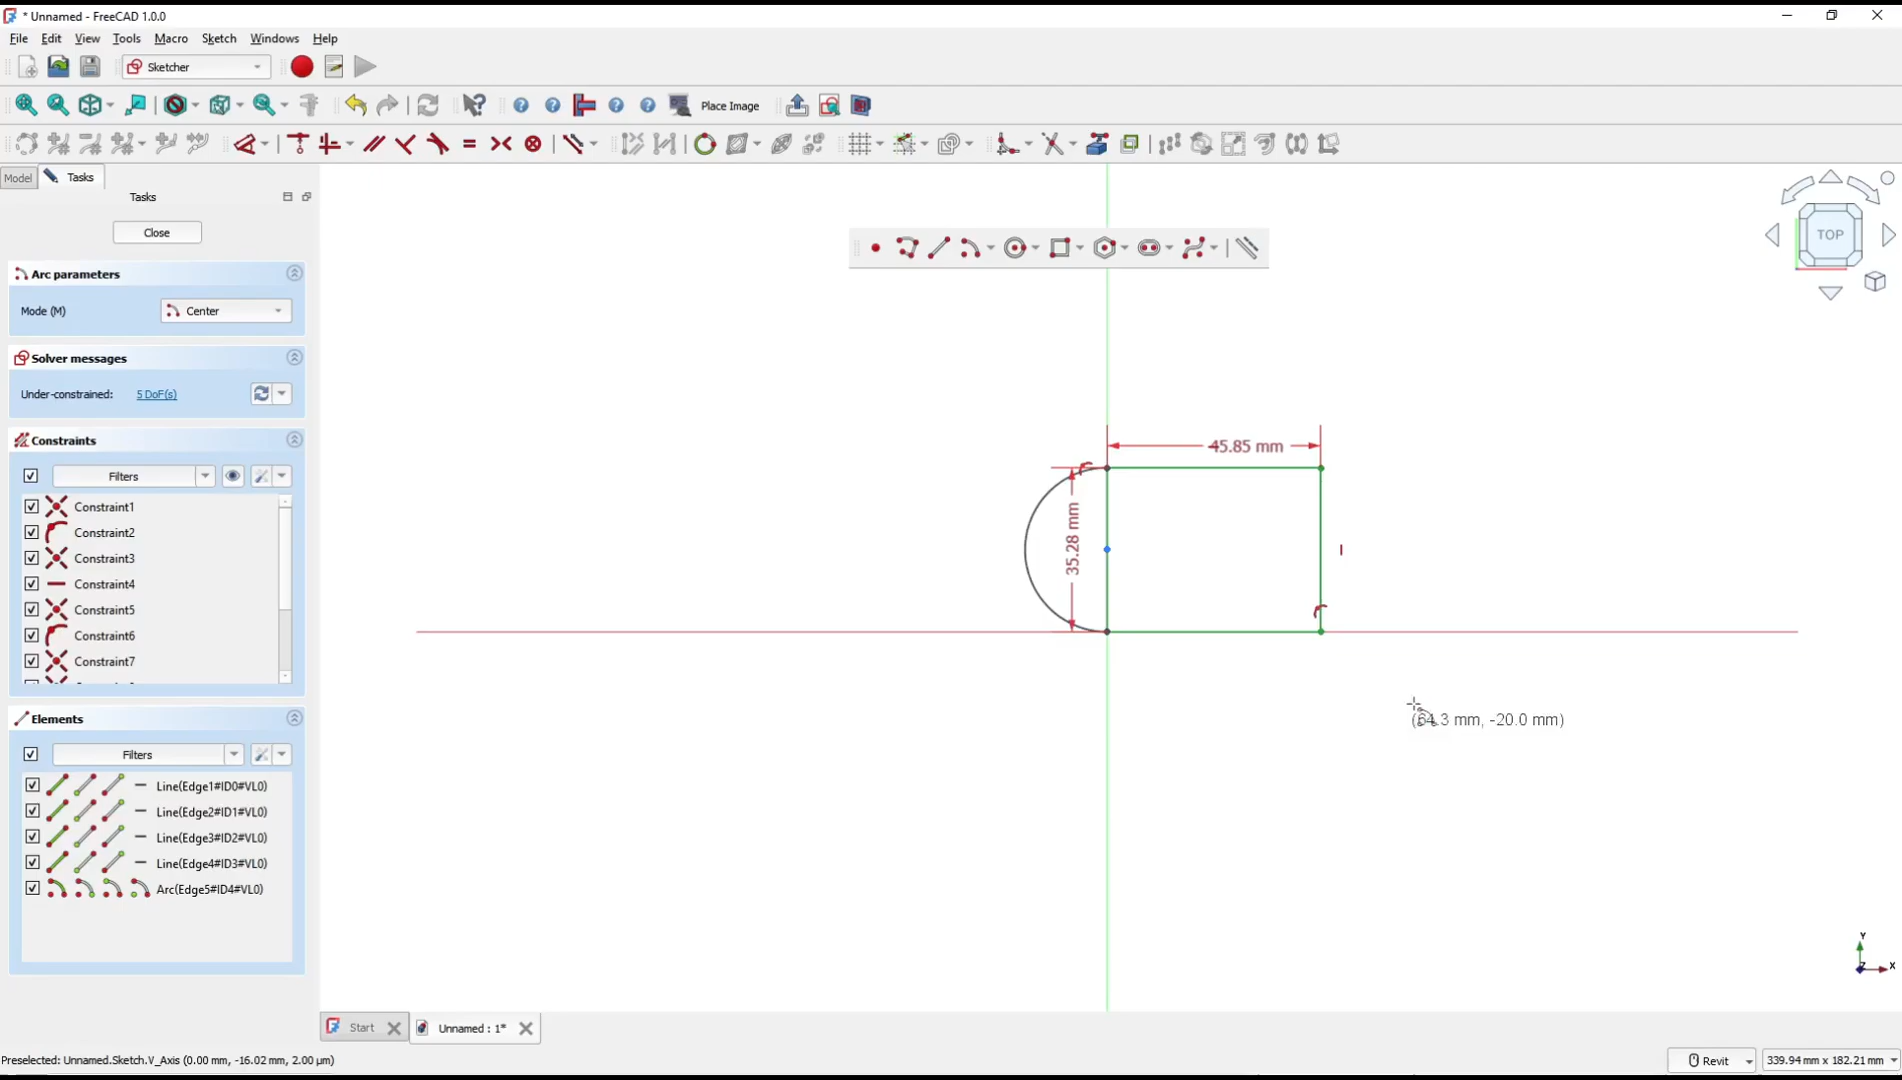 * Unnamed - FreeCAD 1.0.0
File Edit View Tools Macro Sketch Windows Help
Sketcher
Place Image
Model Tasks
Tasks
Close
Arc parameters
Mode (M) Center
Solver messages
Under-constrained: 5 DoF(s)
Constraints
Filters
Constraint1
Constraint2
Constraint3
Constraint4
Constraint5
Constraint6
Constraint7
Elements
Filters
Line(Edge1#ID0#VL0)
Line(Edge2#ID1#VL0)
Line(Edge3#ID2#VL0)
Line(Edge4#ID3#VL0)
Arc(Edge5#ID4#VL0)
TOP
45.85 mm
35.28 mm
(64.3 mm, -20.0 mm)
Y
Z
X
Start
Unnamed : 1*
Preselected: Unnamed.Sketch.V_Axis (0.00 mm, -16.02 mm, 2.00 µm)
Revit
339.94 mm x 182.21 mm